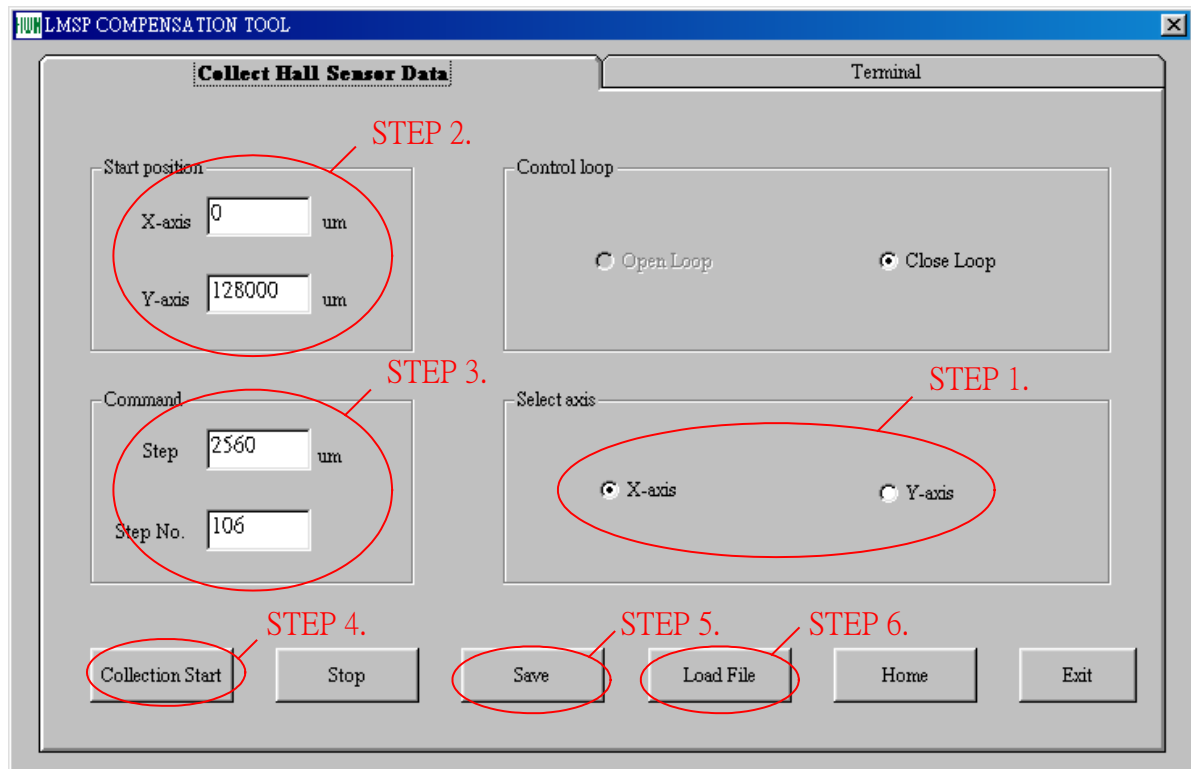 HWM LMSP COMPENSATION TOOL
Collect Hall Sensor Data
Terminal
STEP 2.
Start position
X-axis 0 um
Y-axis 128000 um
Control loop
Open Loop
Close Loop
STEP 3.
Command
Step 2560 um
Step No. 106
STEP 1.
Select axis
X-axis
Y-axis
STEP 4.
STEP 5.
STEP 6.
Collection Start
Stop
Save
Load File
Home
Exit